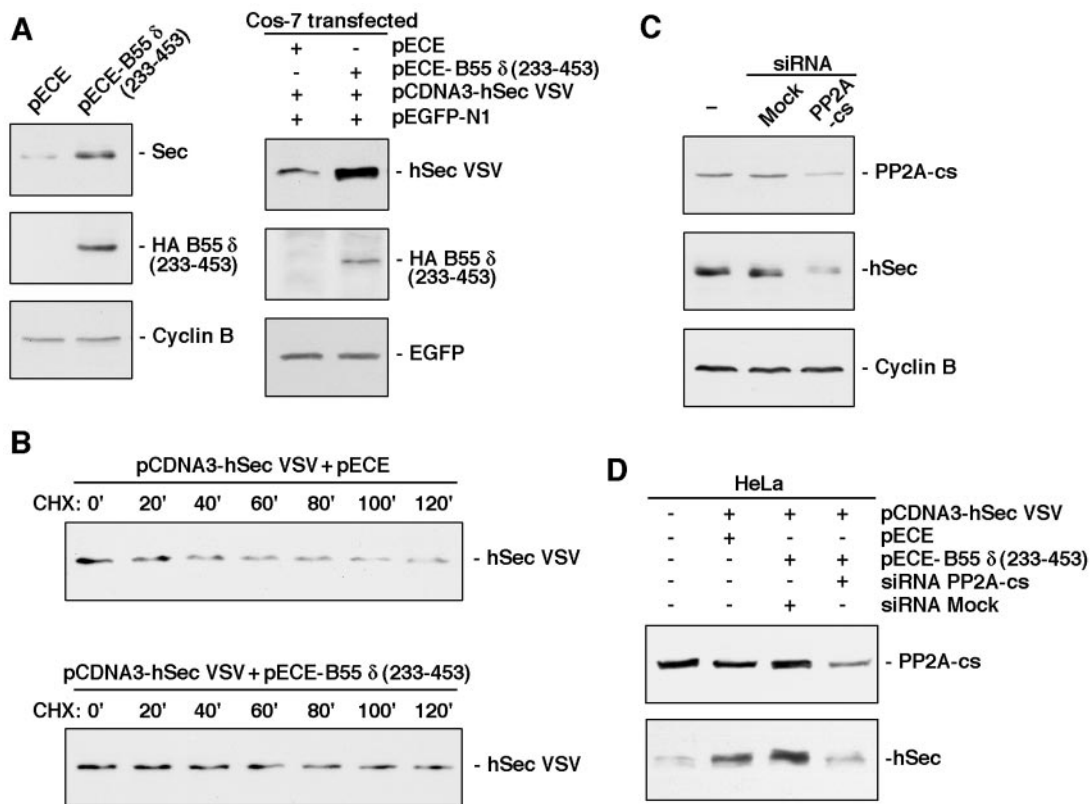 A
pECE
pECE-B55 δ
(233-453)
- Sec
- HA B55 δ
(233-453)
- Cyclin B
Cos-7 transfected
+ - pECE
- + pECE- B55 δ (233-453)
+ + pCDNA3-hSec VSV
+ + pEGFP-N1
- hSec VSV
- HA B55 δ
(233-453)
- EGFP
B
pCDNA3-hSec VSV + pECE
CHX: 0' 20' 40' 60' 80' 100' 120'
- hSec VSV
pCDNA3-hSec VSV + pECE-B55 δ (233-453)
CHX: 0' 20' 40' 60' 80' 100' 120'
- hSec VSV
C
siRNA
– Mock PP2A
-cs
- PP2A-cs
-hSec
- Cyclin B
D
HeLa
- + + + pCDNA3-hSec VSV
- + - - pECE
- - + + pECE- B55 δ (233-453)
- - - + siRNA PP2A-cs
- - + - siRNA Mock
- PP2A-cs
-hSec